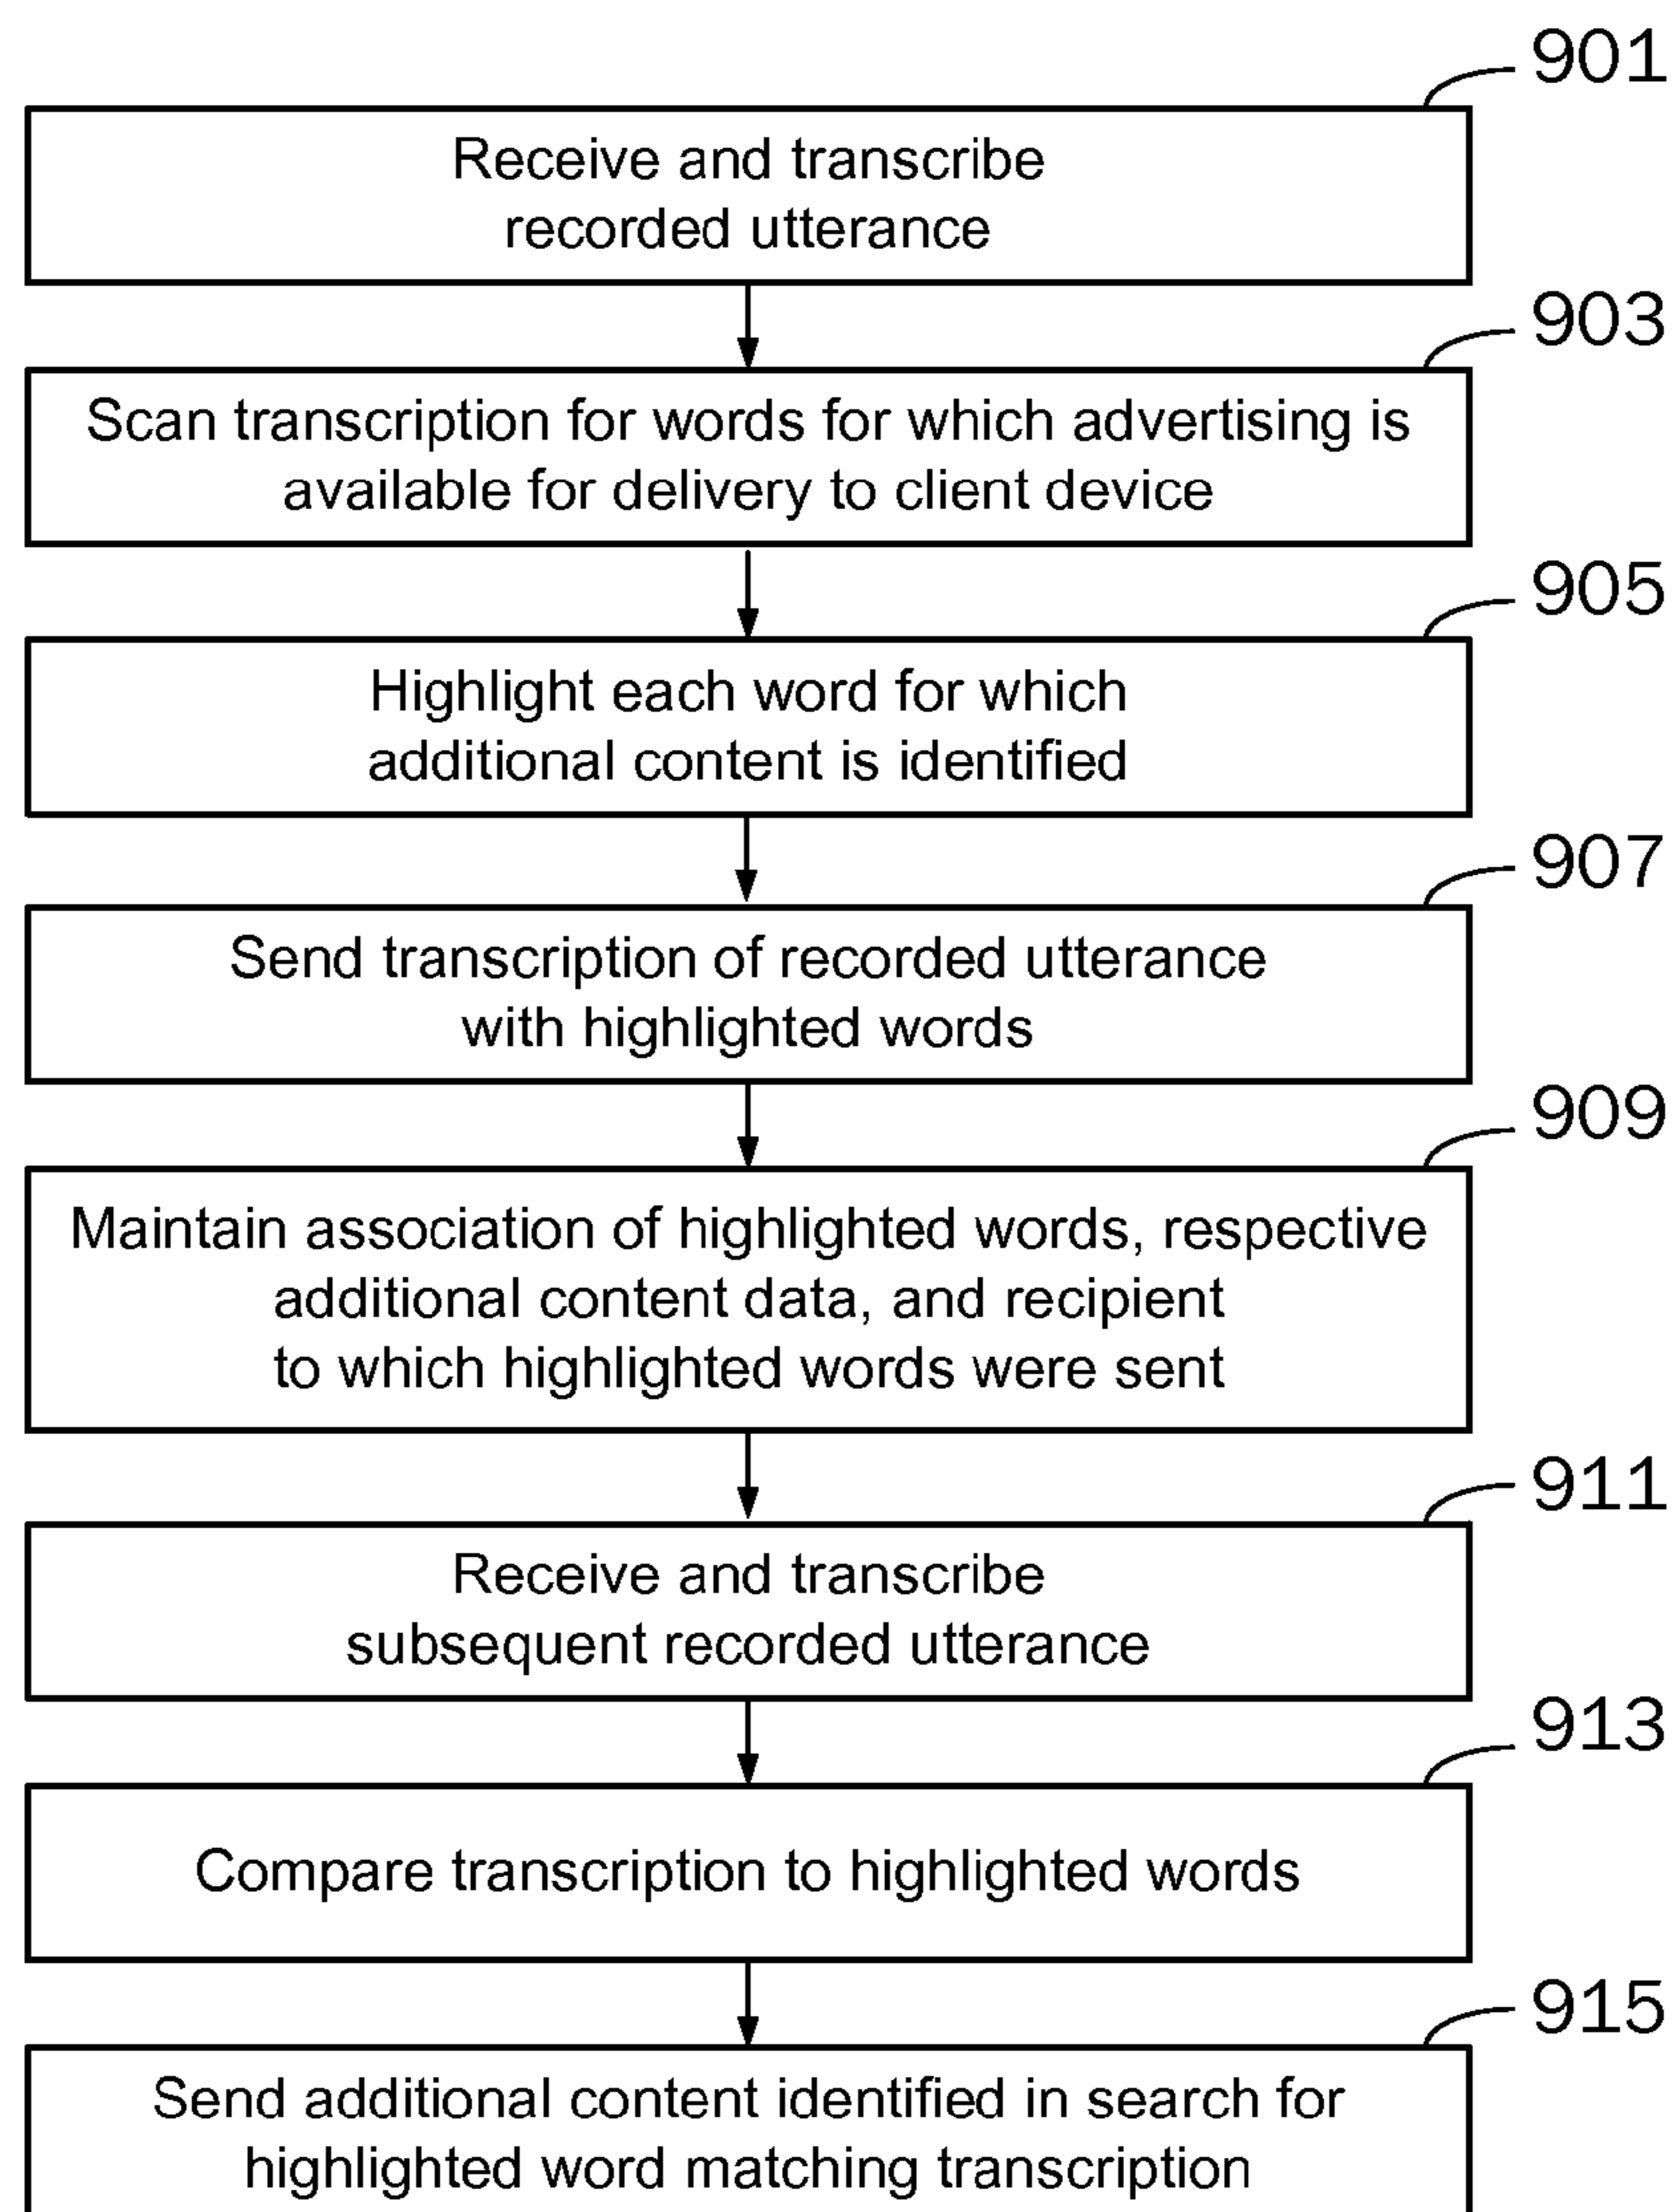 901
Receive and transcribe
recorded utterance
903
Scan transcription for words for which advertising is
available for delivery to client device
905
Highlight each word for which
additional content is identified
907
Send transcription of recorded utterance
with highlighted words
909
Maintain association of highlighted words, respective
additional content data, and recipient
to which highlighted words were sent
911
Receive and transcribe
subsequent recorded utterance
913
Compare transcription to highlighted words
915
Send additional content identified in search for
highlighted word matching transcription